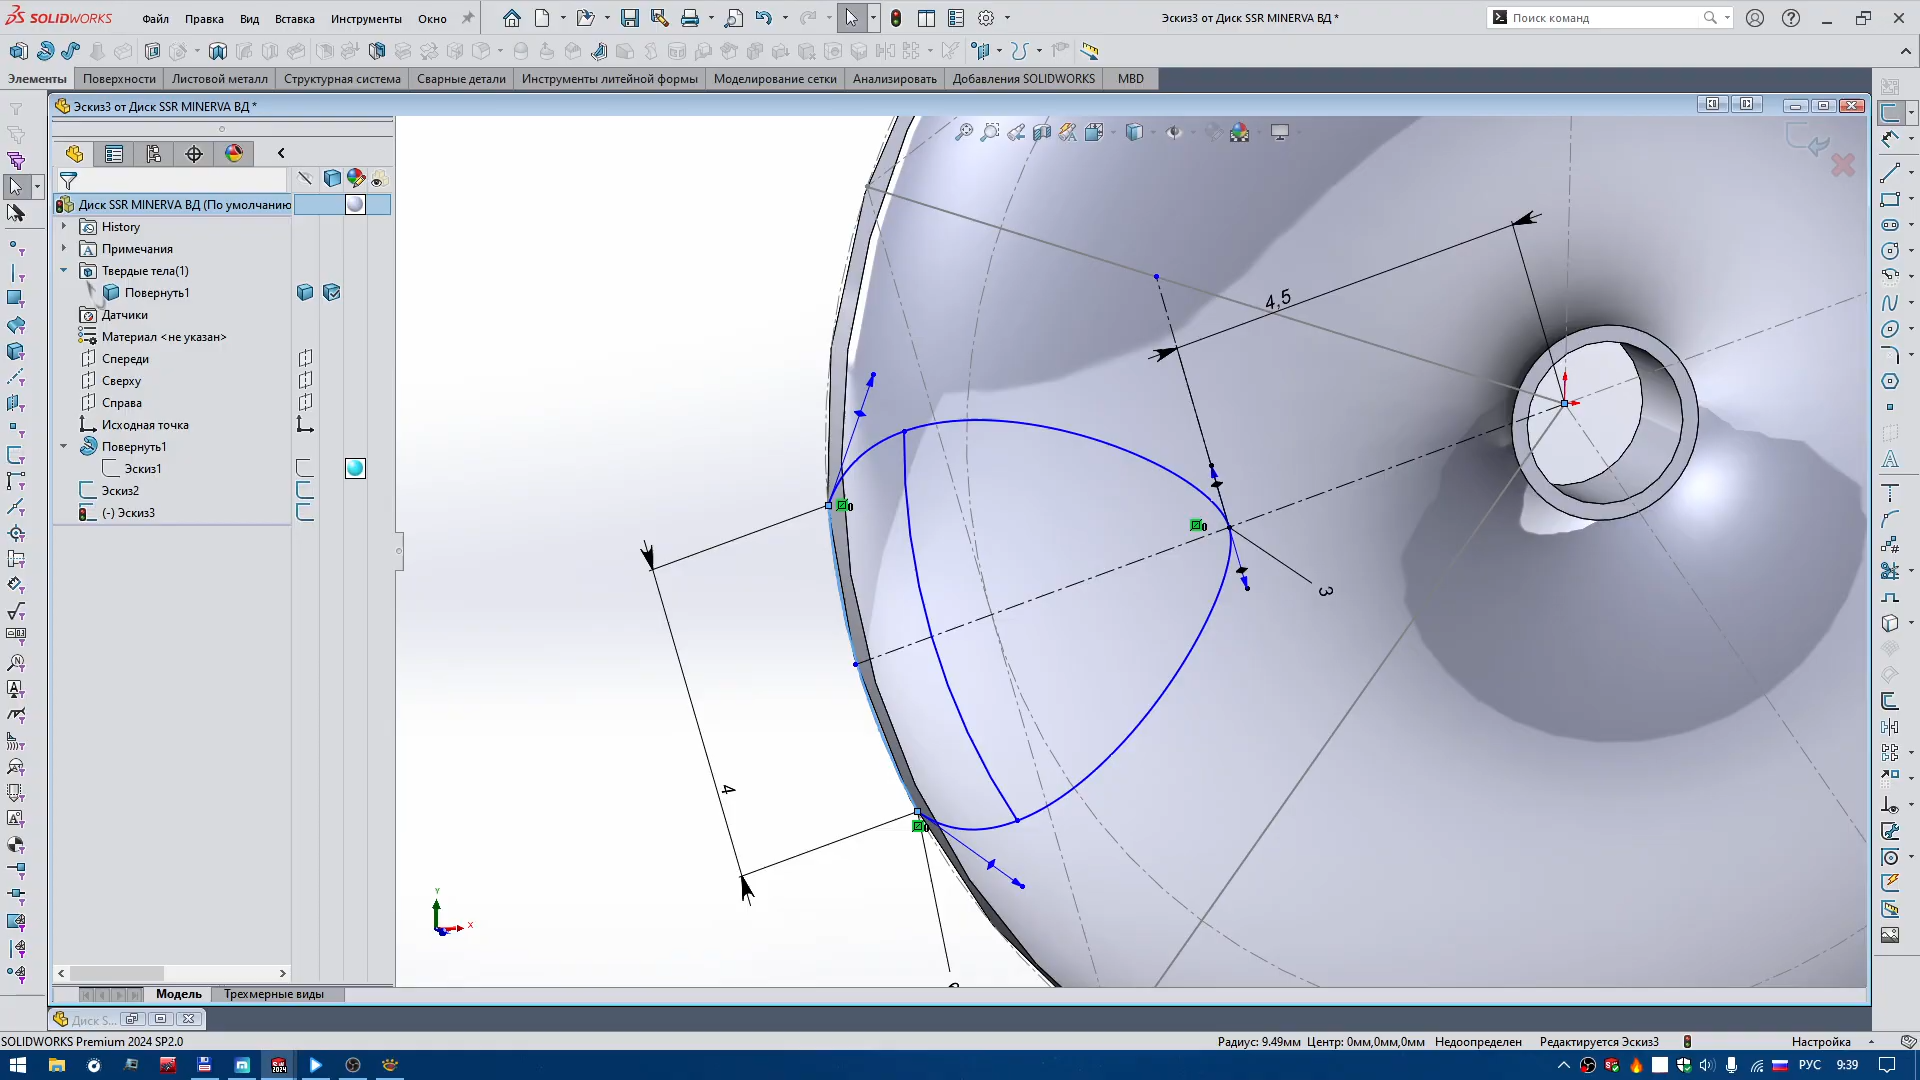 SOLIDWORKS
Файл
Правка
Вид
Вставка
Инструменты
Окно
Эскиз3 от Диск SSR MINERVA ВД *
Поиск команд
Элементы
Поверхности
Листовой металл
Структурная система
Сварные детали
Инструменты литейной формы
Моделирование сетки
Анализировать
Добавления SOLIDWORKS
MBD
Эскиз3 от Диск SSR MINERVA ВД *
Диск SSR MINERVA ВД (По умолчанию
History
Примечания
Твердые тела(1)
Повернуть1
Датчики
Материал <не указан>
Спереди
Сверху
Справа
Исходная точка
Повернуть1
Эскиз1
Эскиз2
(-) Эскиз3
4,5
0
0
3
4
0
Y
X
Модель
Трехмерные виды
Диск S...
SOLIDWORKS Premium 2024 SP2.0
Радиус: 9.49мм Центр: 0мм,0мм,0мм
Недоопределен
Редактируется Эскиз3
Настройка
РУС
9:39